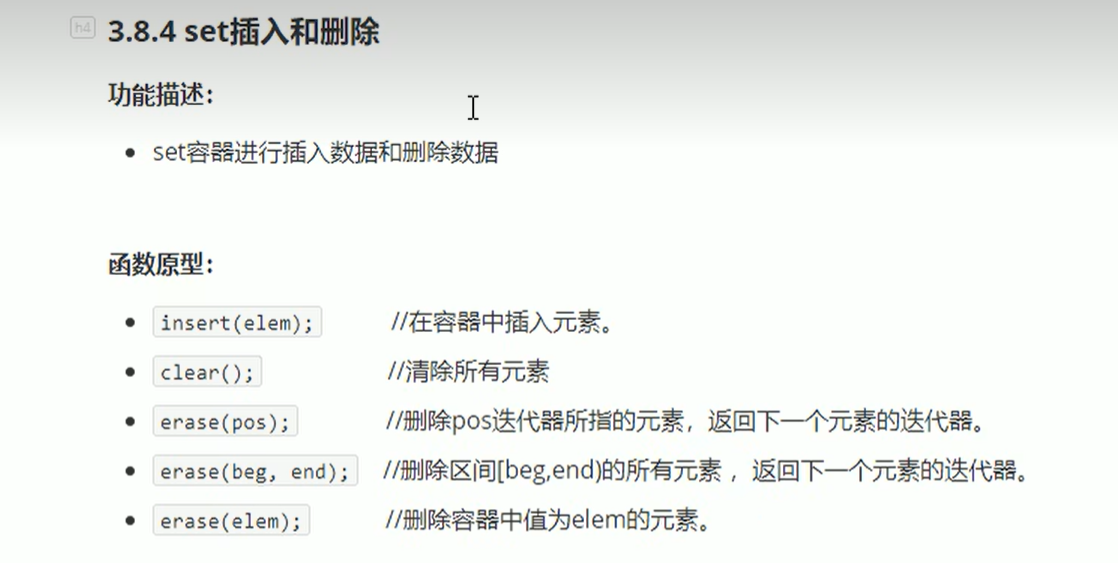 h4
3.8.4 set插入和删除
功能描述：
set容器进行插入数据和删除数据
函数原型：
insert(elem); //在容器中插入元素。
clear(); //清除所有元素
erase(pos); //删除pos迭代器所指的元素，返回下一个元素的迭代器。
erase(beg, end); //删除区间[beg,end)的所有元素 ，返回下一个元素的迭代器。
erase(elem); //删除容器中值为elem的元素。